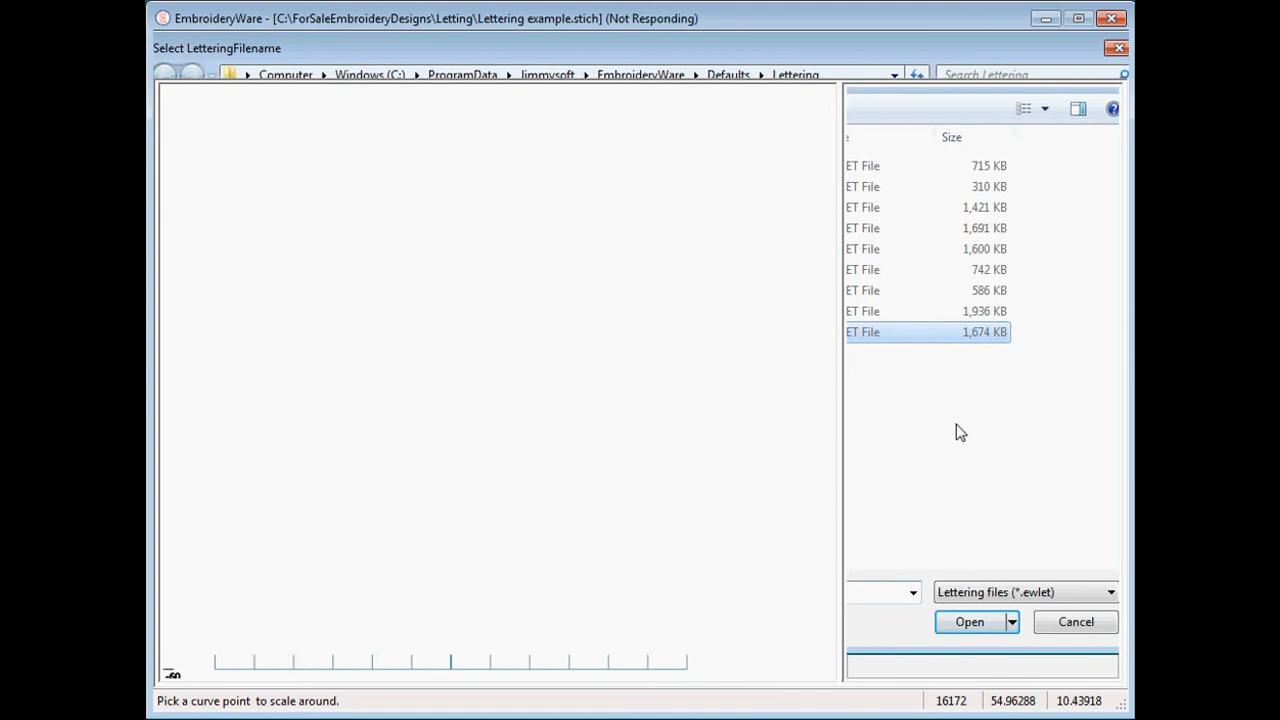 EmbroideryWare - [C:\ForSaleEmbroideryDesigns\Letting\Lettering example.stich] (Not Responding)
Select LetteringFilename
Computer Windows (C:) ProgramData Jimmysoft EmbroideryWare Defaults Lettering Search Lettering
Size
ET File 715 KB
ET File 310 KB
ET File 1,421 KB
ET File 1,691 KB
ET File 1,600 KB
ET File 742 KB
ET File 586 KB
ET File 1,936 KB
ET File 1,674 KB
Lettering files (*.ewlet)
Open Cancel
-60
Pick a curve point to scale around. 16172 54.96288 10.43918